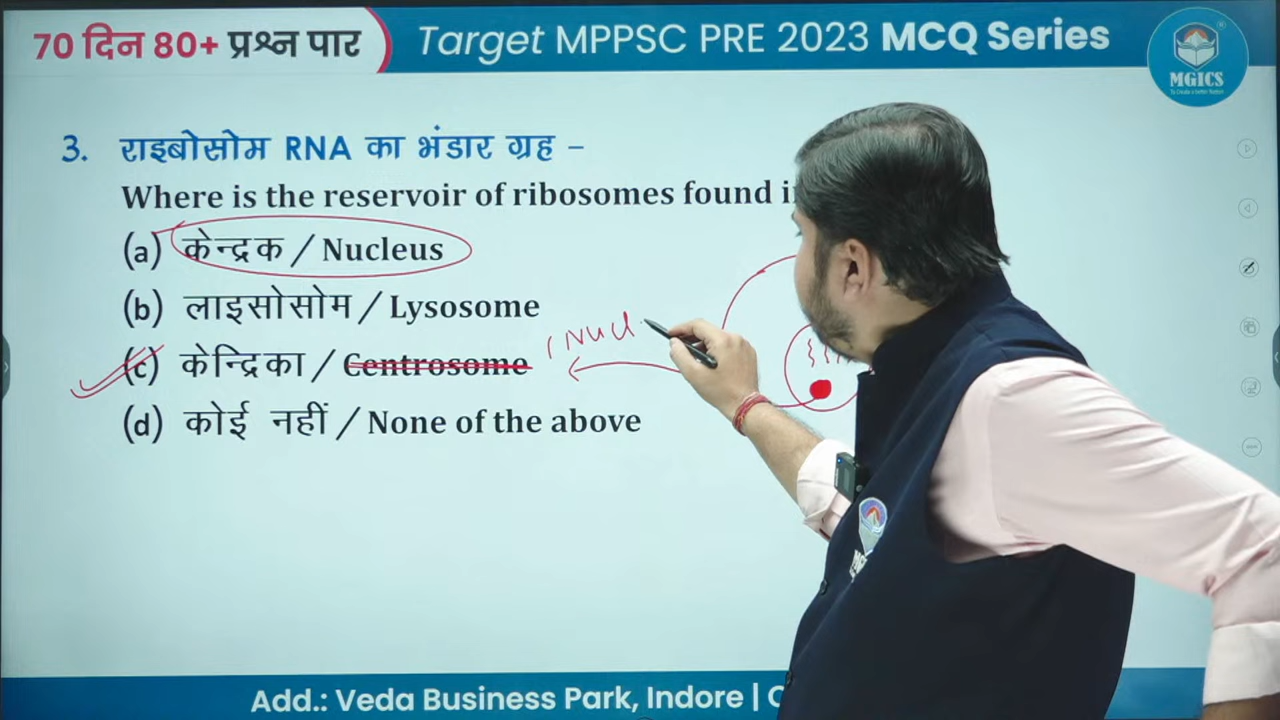 70 दिन 80+ प्रश्न पार
Target MPPSC PRE 2023 MCQ Series
MGICS
3. राइबोसोम RNA का भंडार ग्रह –
Where is the reservoir of ribosomes found
(a) केन्द्रक / Nucleus
(b) लाइसोसोम / Lysosome
(c) केन्द्रिका / Centrosome
Nucl
(d) कोई नहीं / None of the above
Add.: Veda Business Park, Indore |